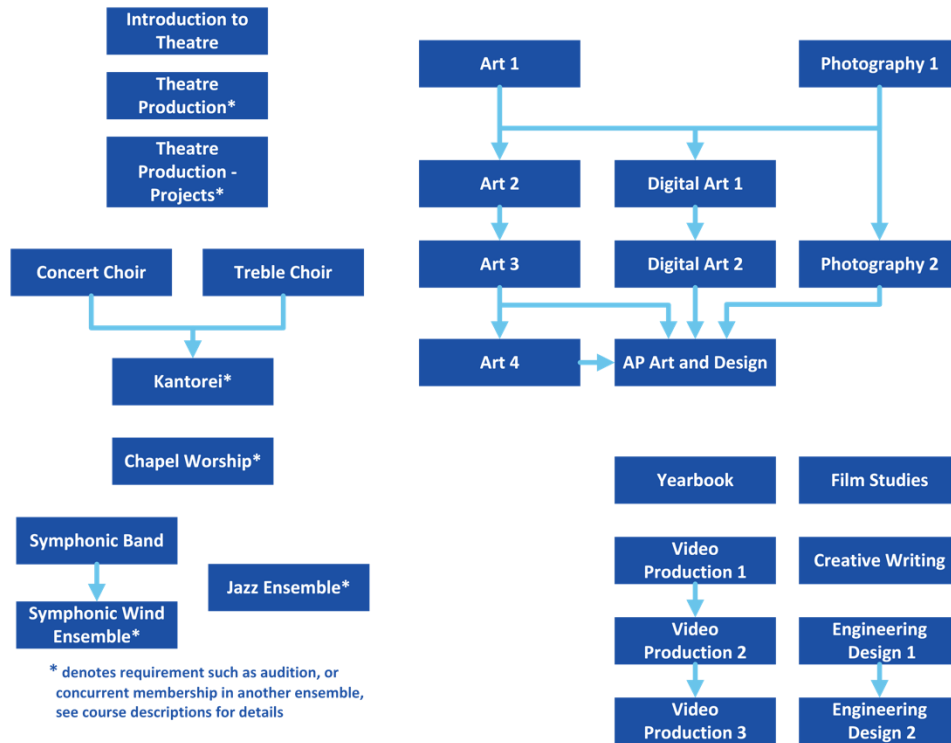 Introduction to
Theatre
Theatre
Production*
Theatre
Production -
Projects*
Concert Choir
Treble Choir
Kantorei*
Chapel Worship*
Symphonic Band
Jazz Ensemble*
Symphonic Wind
Ensemble*
* denotes requirement such as audition, or
concurrent membership in another ensemble,
see course descriptions for details
Art 1
Photography 1
Art 2
Digital Art 1
Art 3
Digital Art 2
Photography 2
Art 4
AP Art and Design
Yearbook
Film Studies
Video
Production 1
Creative Writing
Video
Production 2
Engineering
Design 1
Video
Production 3
Engineering
Design 2